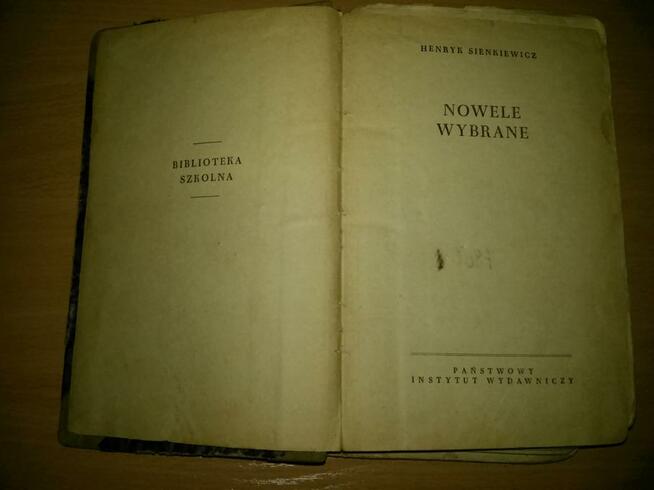 BIBLIOTEKA
SZKOLNA
HENRYK SIENKIEWICZ
NOWELE
WYBRANE
PAŃSTWOWY
INSTYTUT WYDAWNICZY